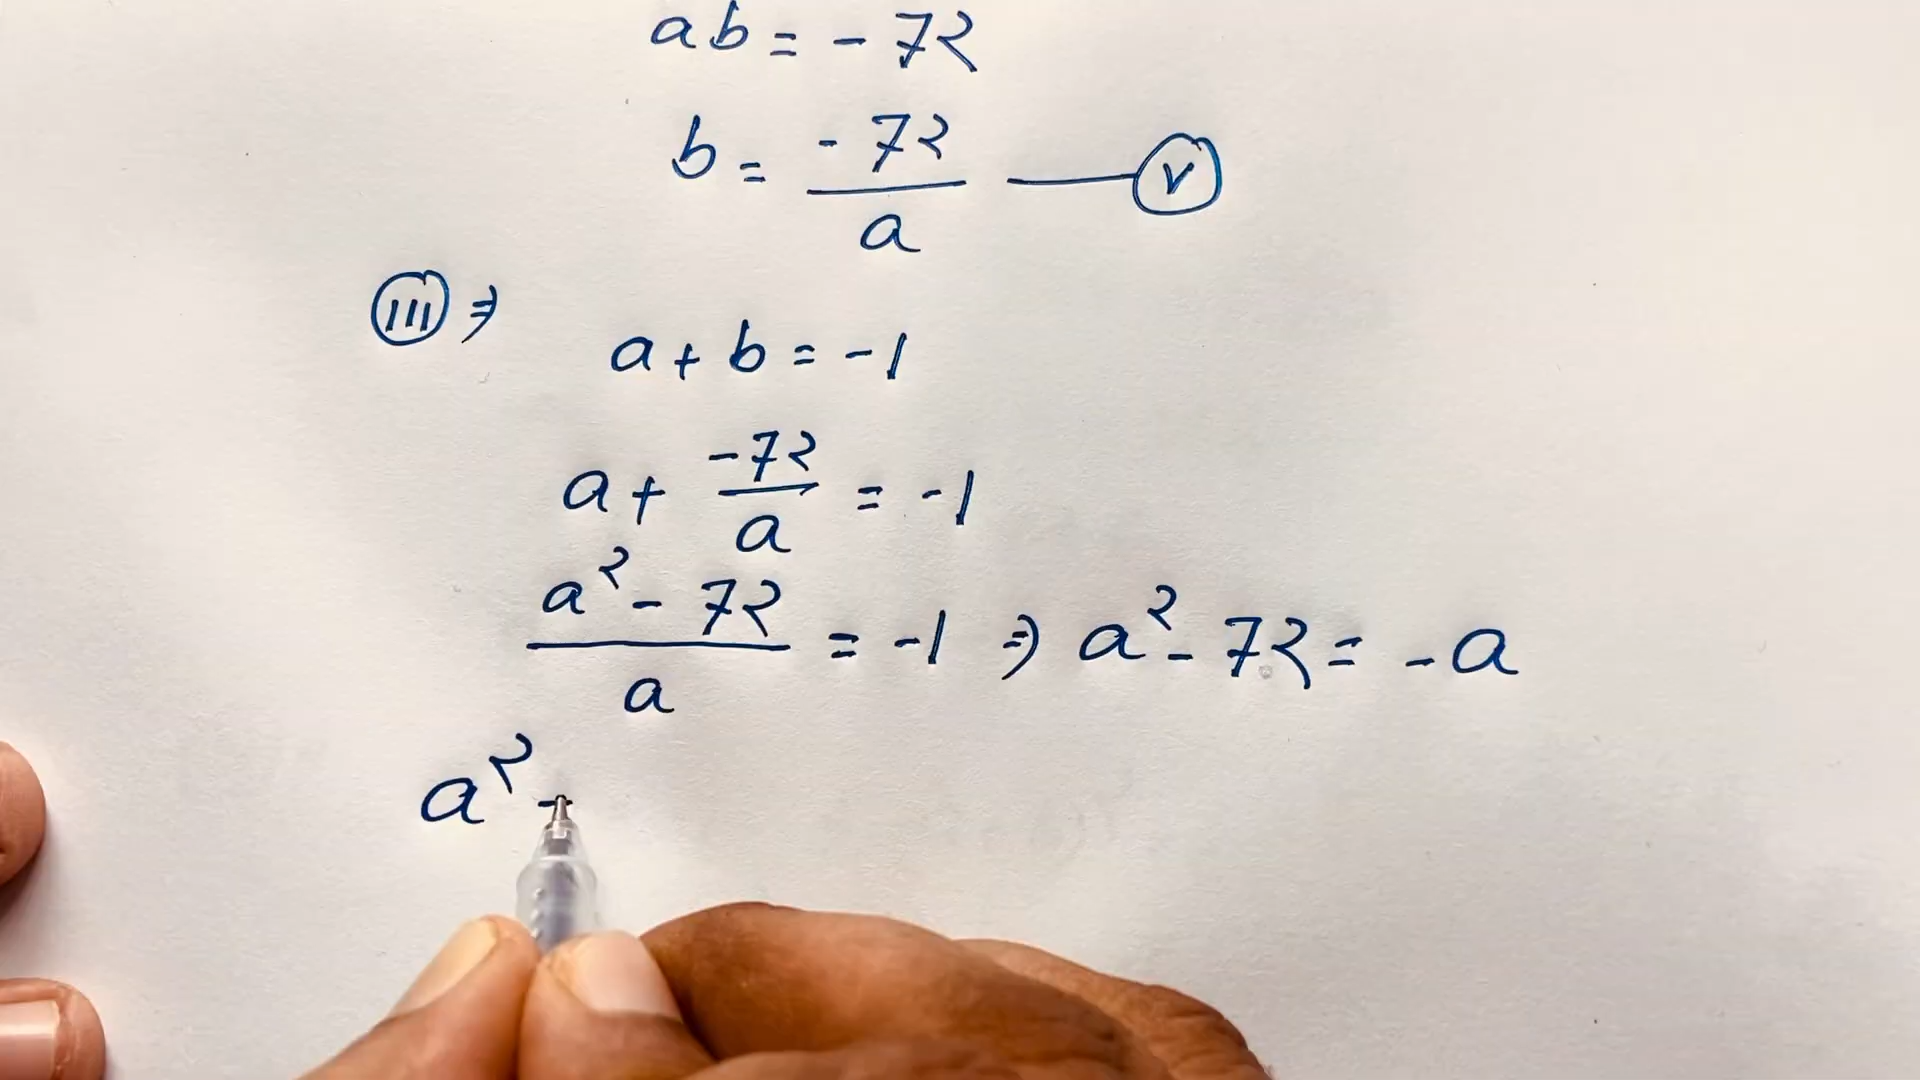 ab = - 72
b = -72/a — V
III ⇒
a + b = -1
a + -72/a = -1
a² - 72/a = -1 ⇒ a² - 72 = -a
a² -